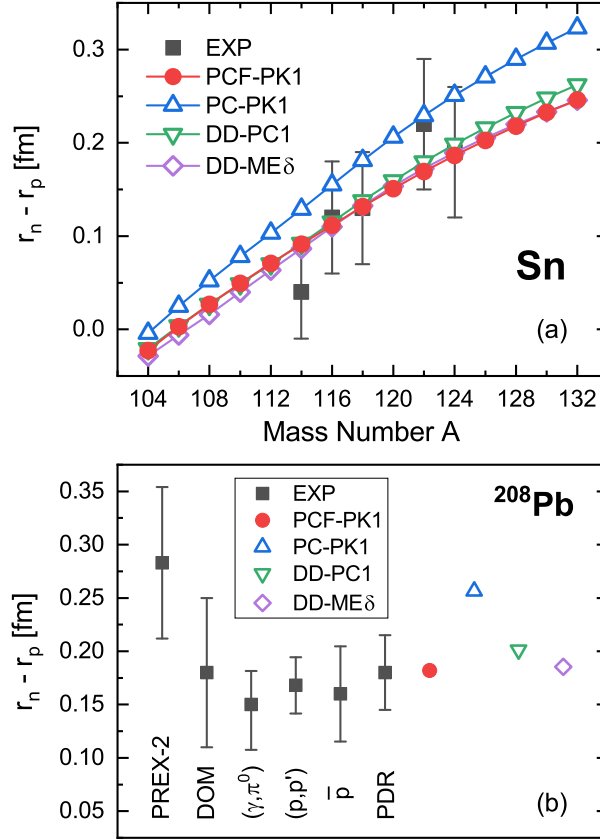 0.3
0.2
0.1
0.0
r_n - r_p [fm]
EXP
PCF-PK1
PC-PK1
DD-PC1
DD-MEδ
Sn
(a)
104 108 112 116 120 124 128 132
Mass Number A
0.35
0.30
0.25
0.20
0.15
0.10
0.05
r_n - r_p [fm]
EXP
PCF-PK1
PC-PK1
DD-PC1
DD-MEδ
²⁰⁸Pb
PREX-2
DOM
(γ,π⁰)
(p,p')
p̅
PDR
(b)